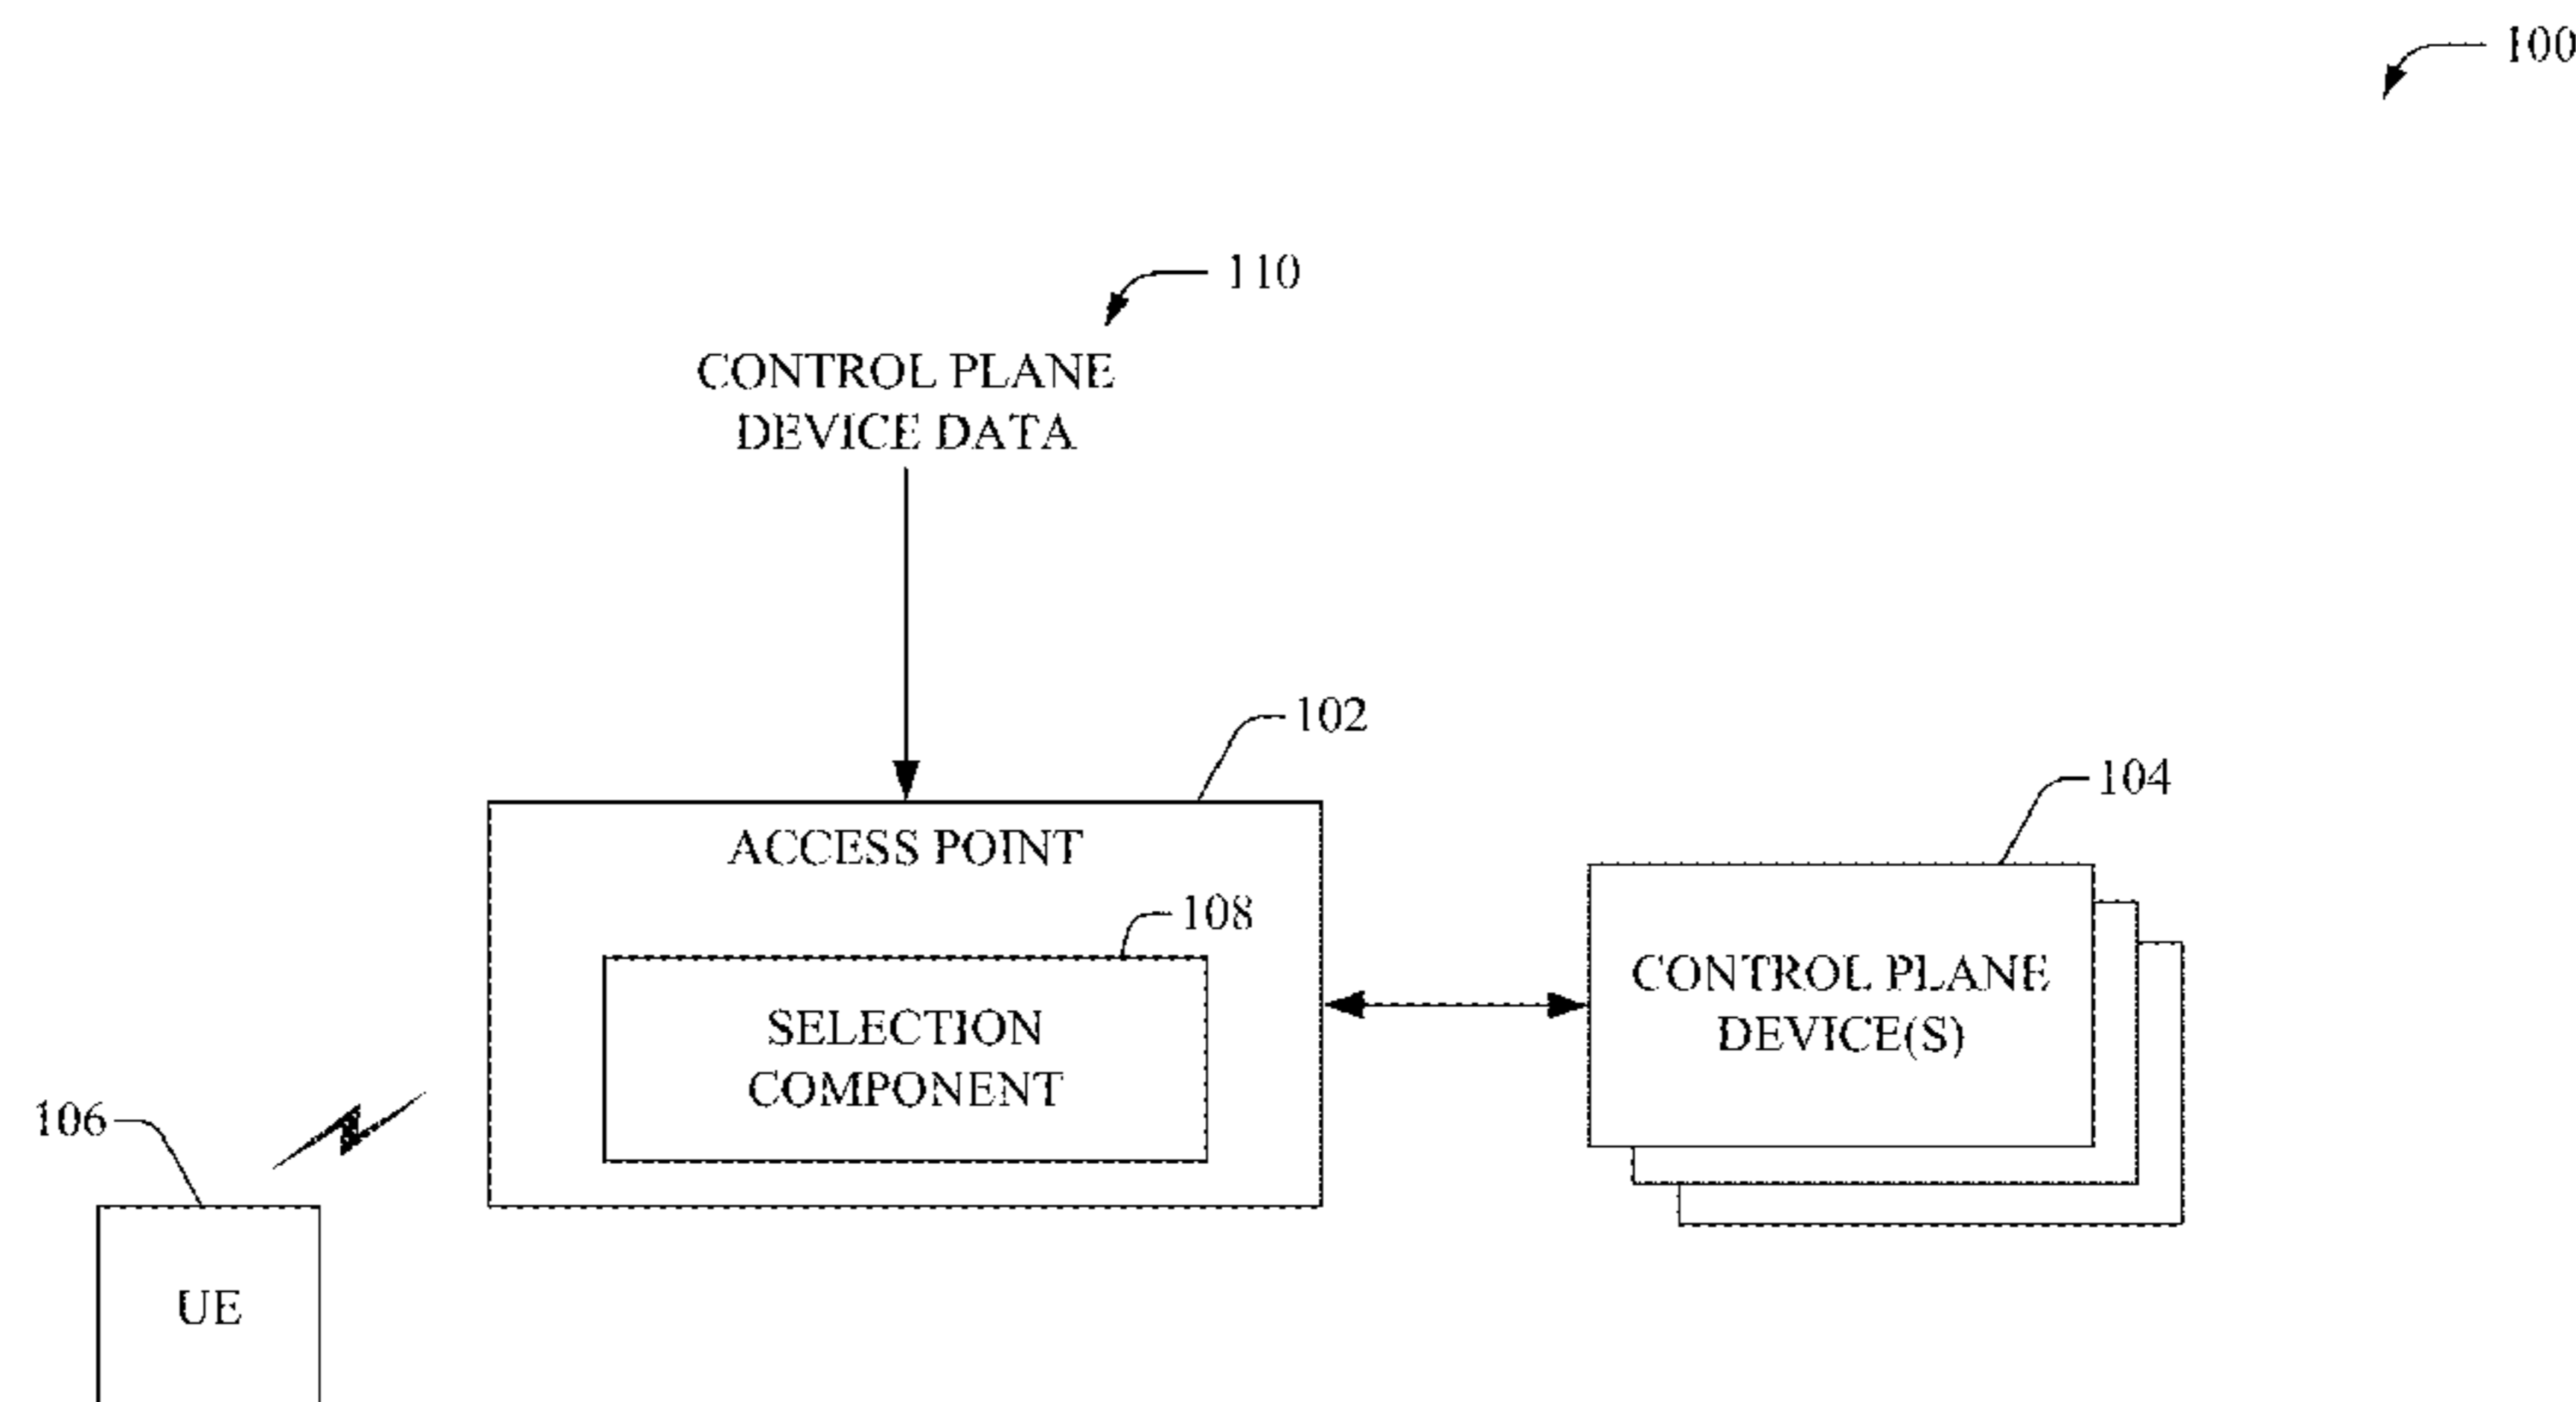 100
110
CONTROL PLANE
DEVICE DATA
102
ACCESS POINT
104
108
CONTROL PLANE
DEVICE(S)
SELECTION
COMPONENT
106
UE